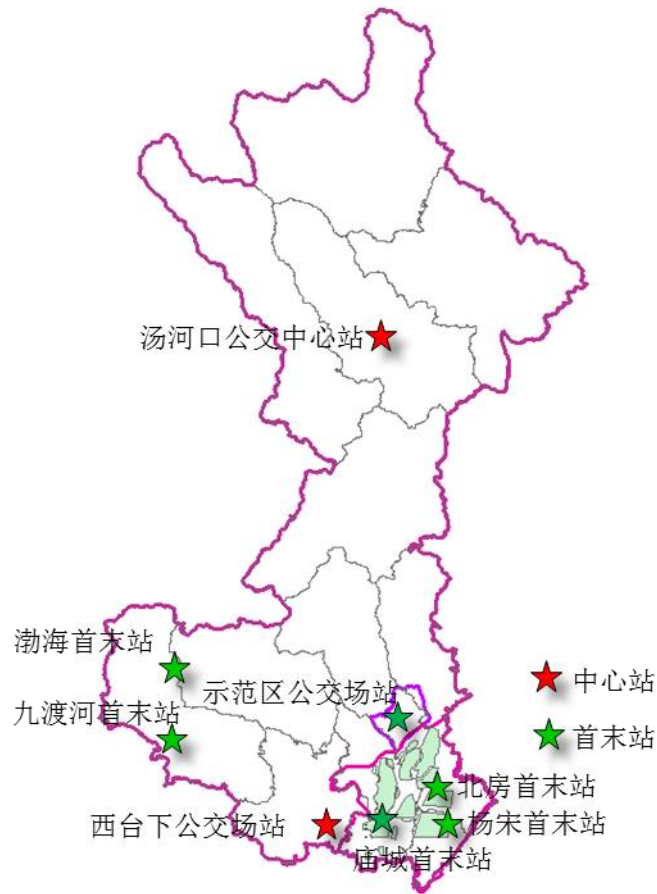 汤河口公交中心站
渤海首末站
示范区公交场站
中心站
九渡河首末站
首末站
北房首末站
西台下公交场站
杨宋首末站
庙城首末站